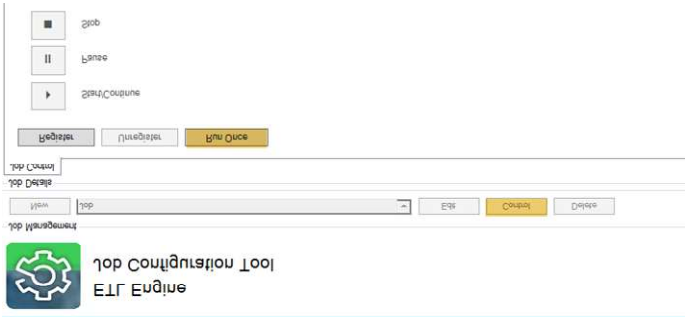 ETL Engine
Job Configuration Tool
Job Management
New Job Edit Control Delete
Job Details
Job Control
Register Unregister Run Once
Start/Continue
Pause
Stop